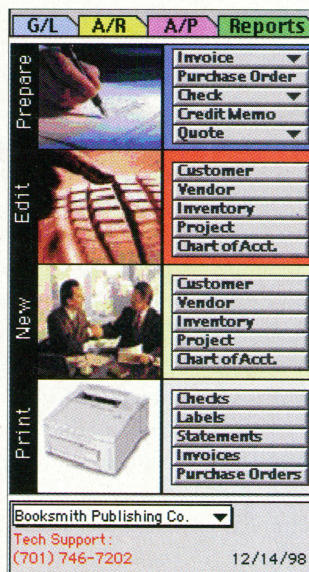 G/L A/R A/P Reports
Prepare
Invoice
Purchase Order
Check
Credit Memo
Quote
Edit
Customer
Vendor
Inventory
Project
Chart of Acct.
New
Customer
Vendor
Inventory
Project
Chart of Acct.
Print
Checks
Labels
Statements
Invoices
Purchase Orders
Booksmith Publishing Co.
Tech Support:
(701) 746-7202 12/14/98